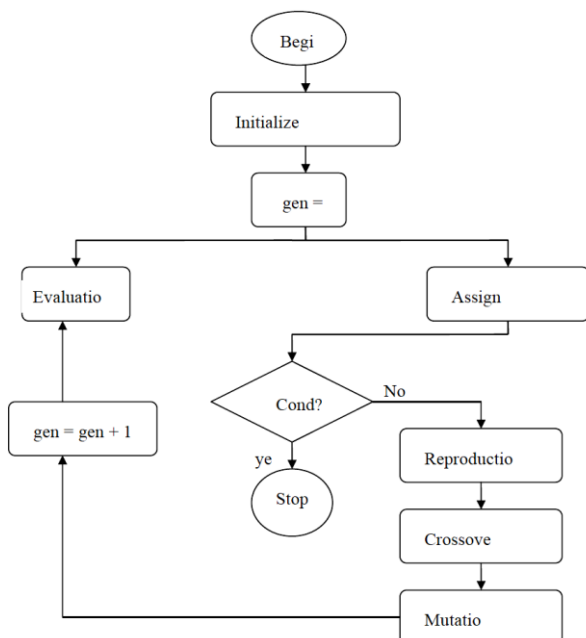 Begi
Initialize
gen =
Evaluatio
Assign
Cond?
No
gen = gen + 1
Reproductio
ye
Stop
Crossove
Mutatio